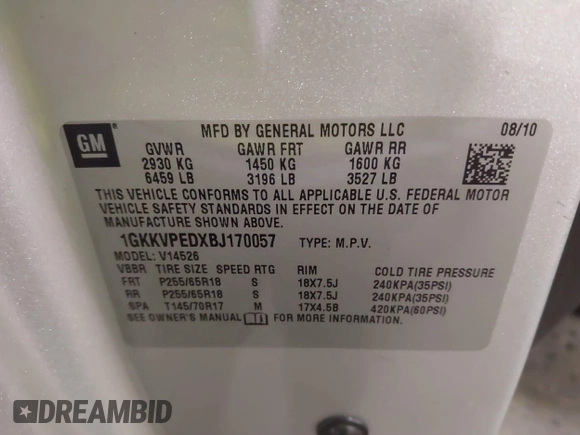 GM
MFD BY GENERAL MOTORS LLC 08/10
GVWR GAWR FRT GAWR RR
2930 KG 1450 KG 1600 KG
6459 LB 3196 LB 3527 LB
THIS VEHICLE CONFORMS TO ALL APPLICABLE U.S. FEDERAL MOTOR
VEHICLE SAFETY STANDARDS IN EFFECT ON THE DATE OF
MANUFACTURE SHOWN ABOVE.
1GKKVPEDXBJ170057 TYPE: M.P.V.
MODEL: V14526
VBBR TIRE SIZE SPEED RTG RIM COLD TIRE PRESSURE
FRT P255/65R18 S 18X7.5J 240KPA(35PSI)
RR P255/65R18 S 18X7.5J 240KPA(35PSI)
SPA T145/70R17 M 17X4.5B 420KPA(60PSI)
SEE OWNER'S MANUAL FOR MORE INFORMATION.
DREAMBID